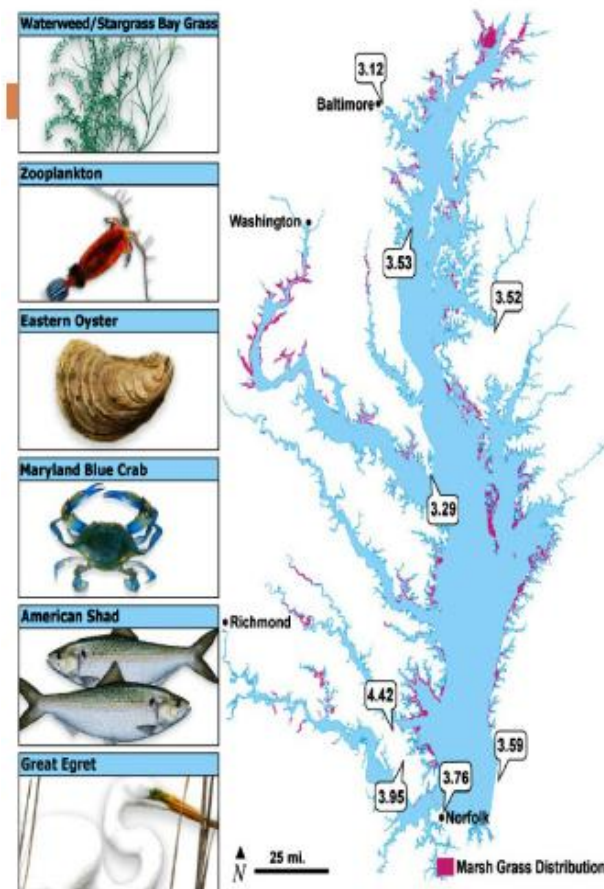 Waterweed/Stargrass Bay Grass
Zooplankton
Eastern Oyster
Maryland Blue Crab
American Shad
Great Egret
3.12
Baltimore
Washington
3.53
3.52
3.29
Richmond
4.42
3.59
3.95
3.76
Norfolk
N
25 mi.
Marsh Grass Distribution